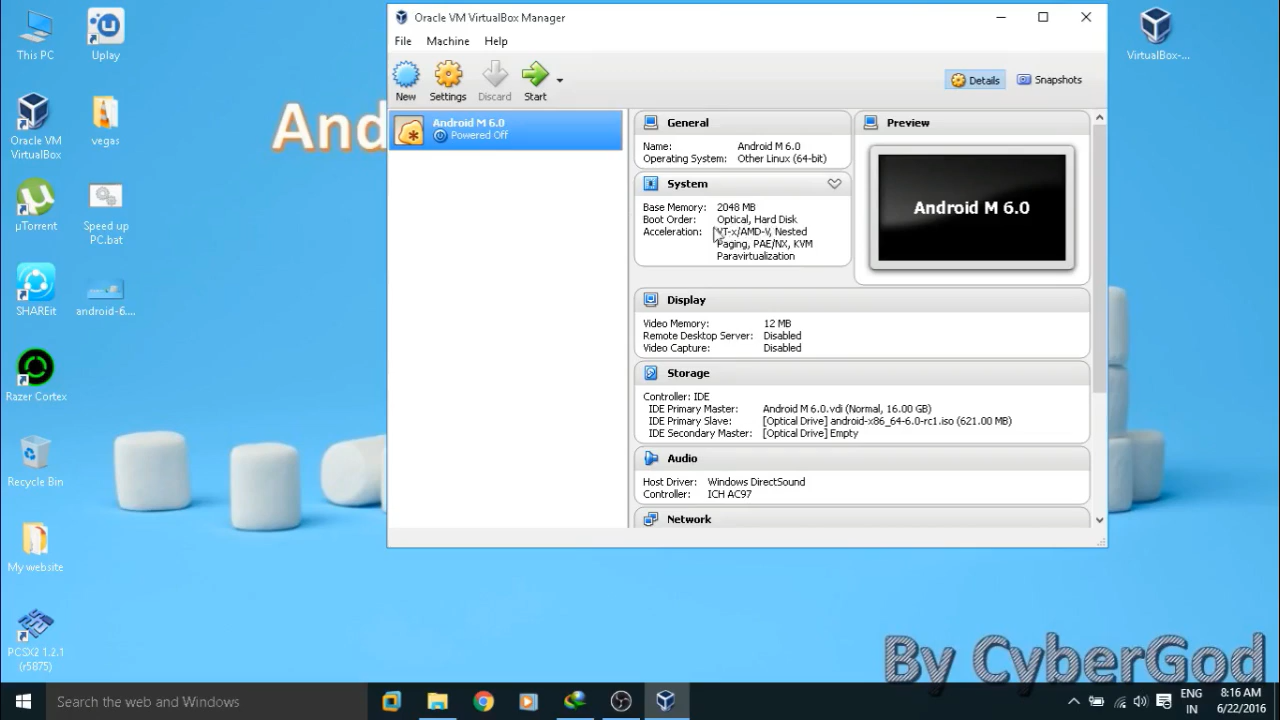 This PC
Uplay
Oracle VM
VirtualBox
vegas
µTorrent
Speed up
PC.bat
SHAREit
android-6....
Razer Cortex
Recycle Bin
My website
PCSX2 1.2.1
(r5875)
And
Oracle VM VirtualBox Manager
File
Machine
Help
New
Settings
Discard
Start
Details
Snapshots
Android M 6.0
Powered Off
General
Name: Android M 6.0
Operating System: Other Linux (64-bit)
System
Base Memory: 2048 MB
Boot Order: Optical, Hard Disk
Acceleration: VT-x/AMD-V, Nested
Paging, PAE/NX, KVM
Paravirtualization
Preview
Android M 6.0
Display
Video Memory: 12 MB
Remote Desktop Server: Disabled
Video Capture: Disabled
Storage
Controller: IDE
IDE Primary Master: Android M 6.0.vdi (Normal, 16.00 GB)
IDE Primary Slave: [Optical Drive] android-x86_64-6.0-rc1.iso (621.00 MB)
IDE Secondary Master: [Optical Drive] Empty
Audio
Host Driver: Windows DirectSound
Controller: ICH AC97
Network
VirtualBox-...
By CyberGod
Search the web and Windows
ENG
IN
8:16 AM
6/22/2016